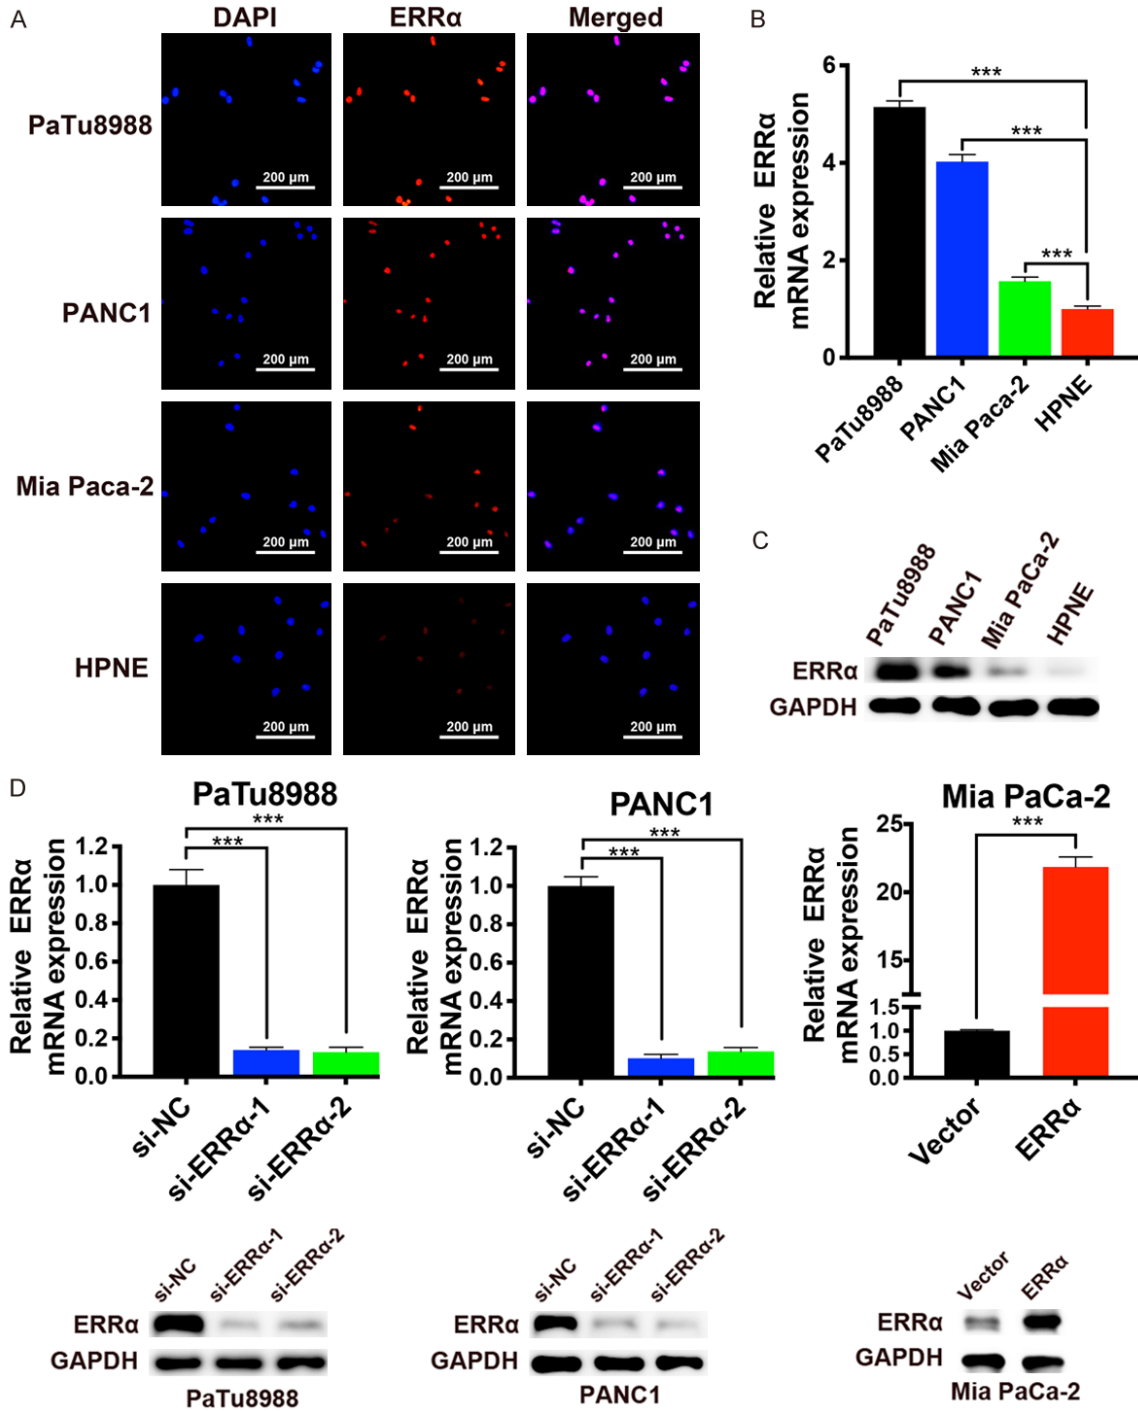 A
DAPI ERRα Merged
PaTu8988
200 µm 200 µm 200 µm
PANC1
200 µm 200 µm 200 µm
Mia Paca-2
200 µm 200 µm 200 µm
HPNE
200 µm 200 µm 200 µm
B
Relative ERRα
mRNA expression
6
4
2
0
***
***
***
PaTu8988 PANC1 Mia Paca-2 HPNE
C
PaTu8988 PANC1 Mia PaCa-2 HPNE
ERRα
GAPDH
D
PaTu8988
Relative ERRα
mRNA expression
1.2
1.0
0.8
0.6
0.4
0.2
0.0
***
***
si-NC si-ERRα-1 si-ERRα-2
PANC1
Relative ERRα
mRNA expression
1.2
1.0
0.8
0.6
0.4
0.2
0.0
***
***
si-NC si-ERRα-1 si-ERRα-2
Mia PaCa-2
Relative ERRα
mRNA expression
25
20
15
1.5
1.0
0.5
0.0
***
Vector ERRα
si-NC si-ERRα-1 si-ERRα-2
ERRα
GAPDH
PaTu8988
si-NC si-ERRα-1 si-ERRα-2
ERRα
GAPDH
PANC1
Vector ERRα
ERRα
GAPDH
Mia PaCa-2